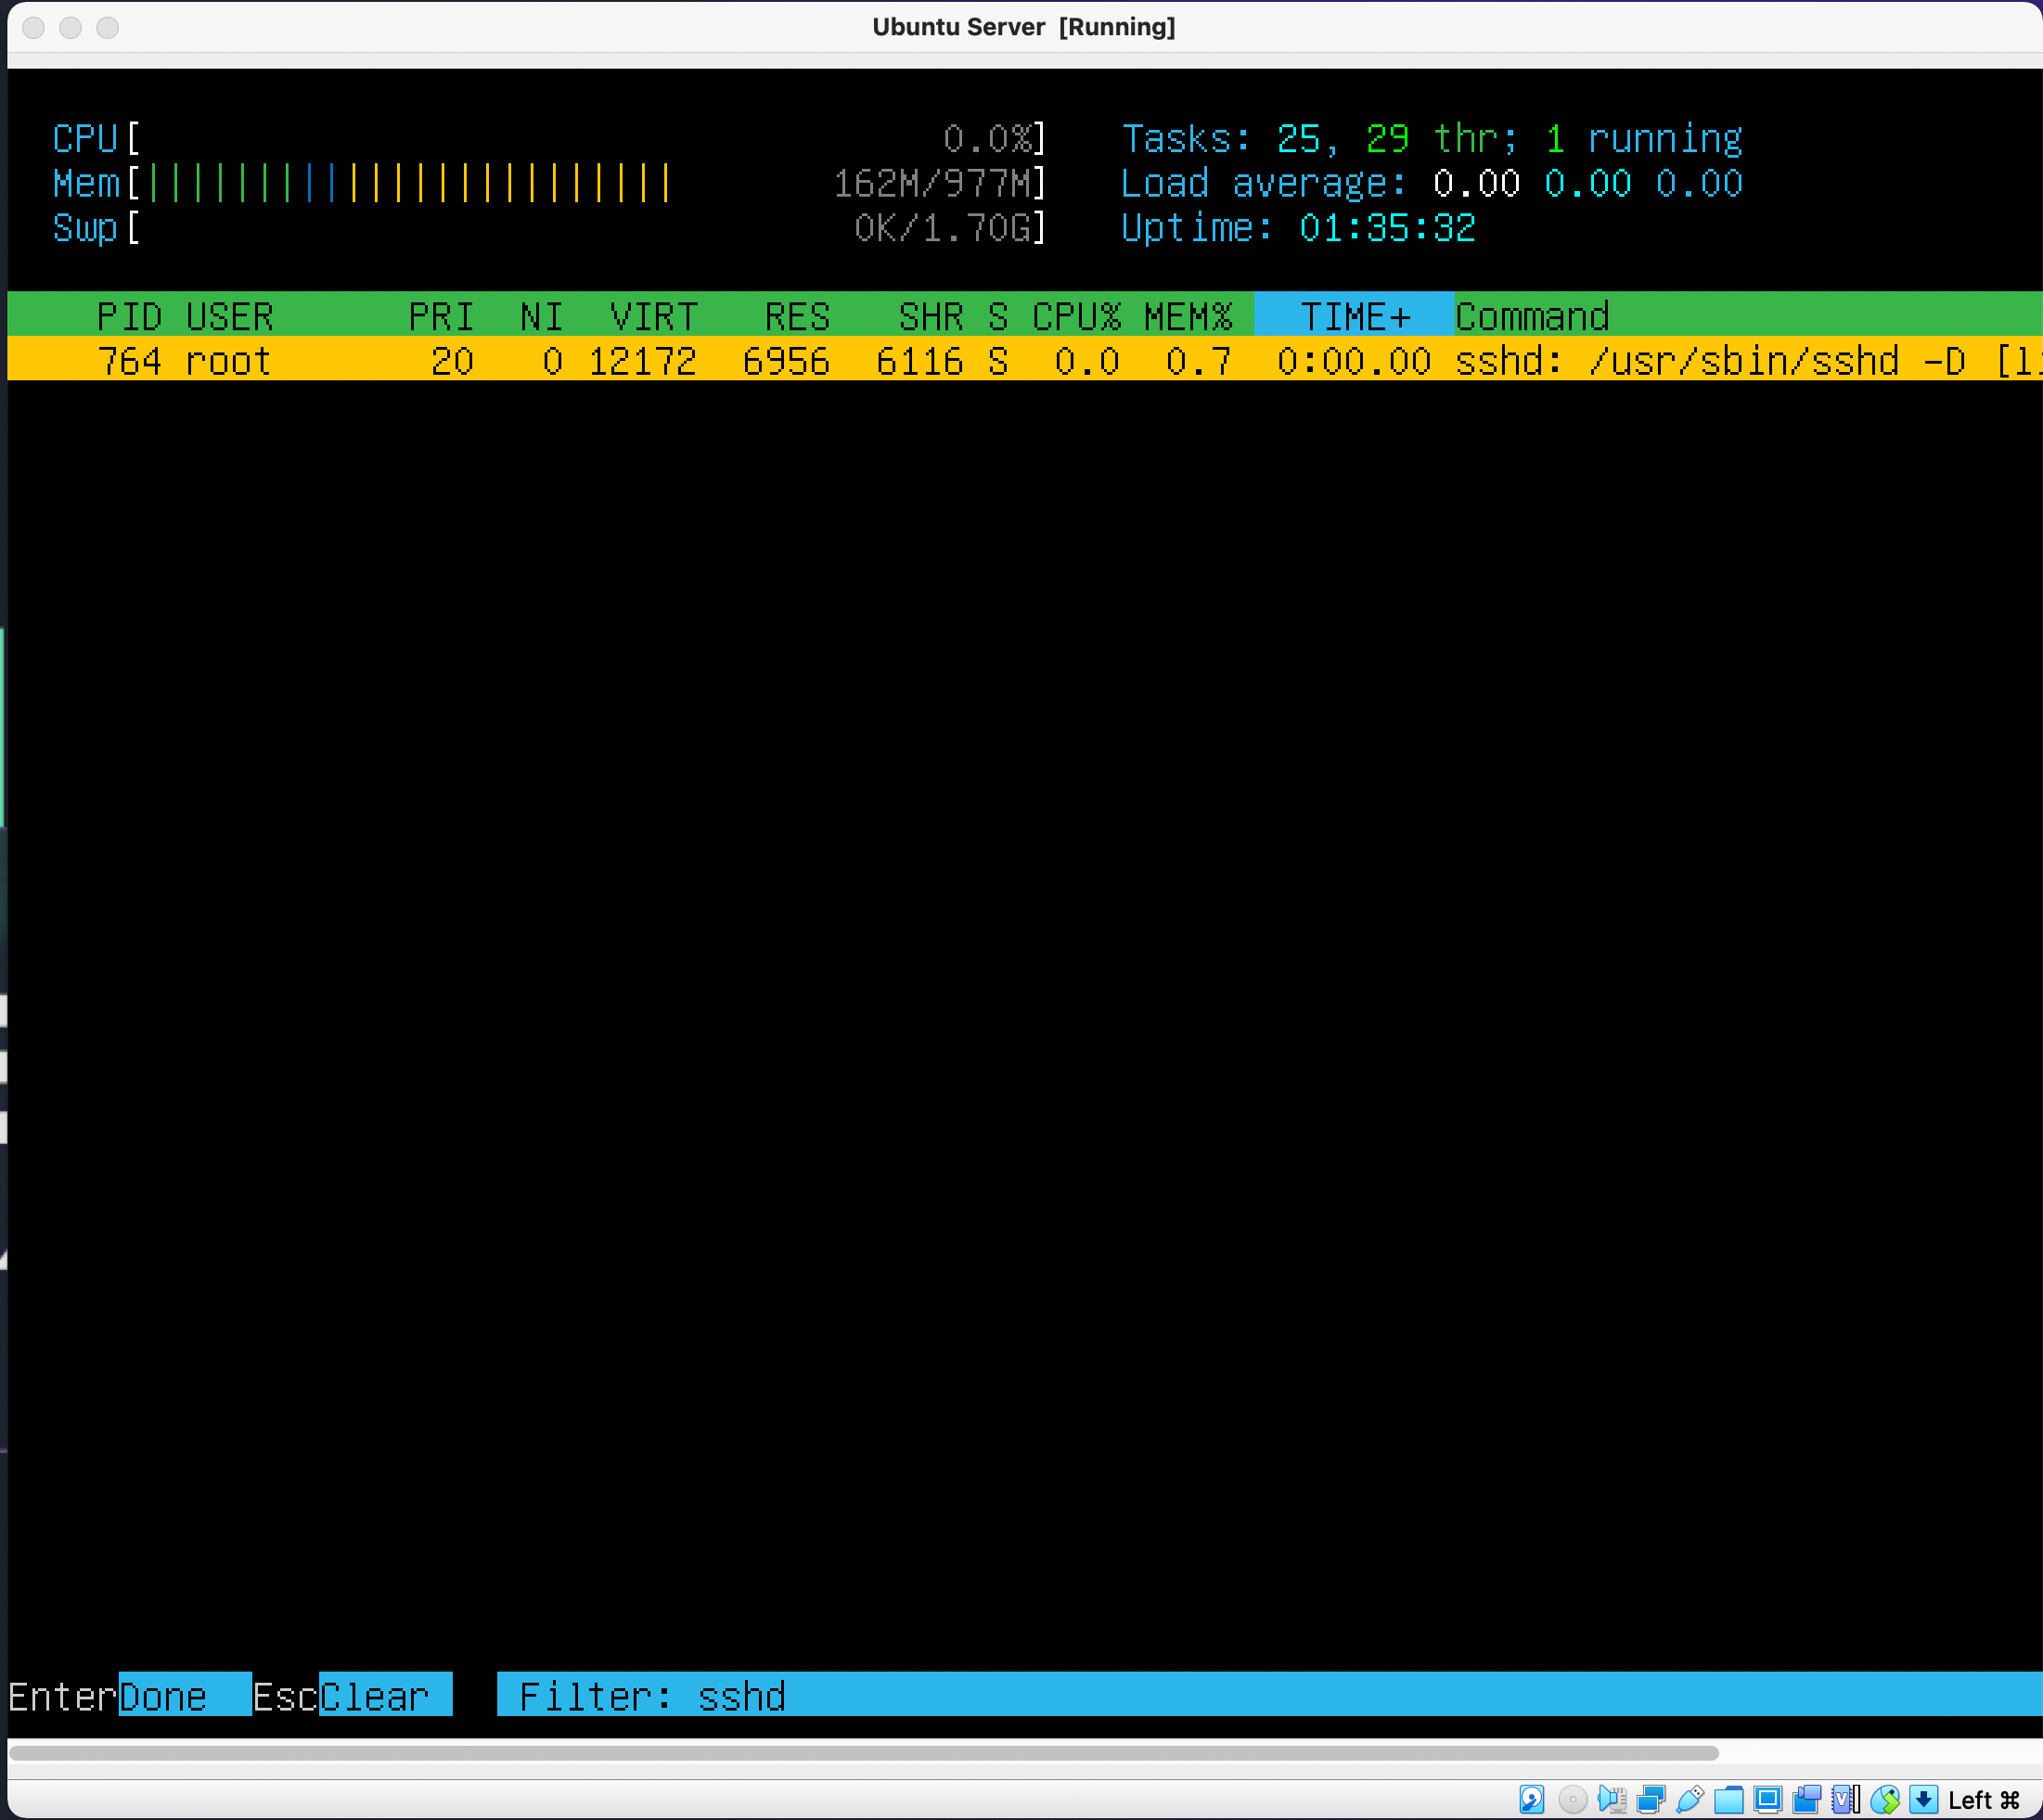 Ubuntu Server [Running]
CPU[ 0.0%] Tasks: 25, 29 thr; 1 running
Mem[||||||||||||||||||||||||  162M/977M] Load average: 0.00 0.00 0.00
Swp[ 0K/1.70G] Uptime: 01:35:32
PID USER PRI NI VIRT RES SHR S CPU% MEM% TIME+ Command
764 root 20 0 12172 6956 6116 S 0.0 0.7 0:00.00 sshd: /usr/sbin/sshd -D [li
EnterDone EscClear Filter: sshd
Left ⌘